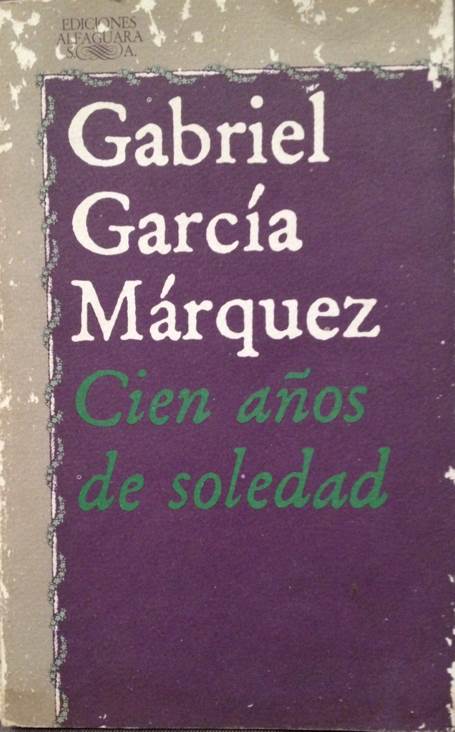 EDICIONES
ALFAGUARA
S. A.
Gabriel
García
Márquez
Cien años
de soledad